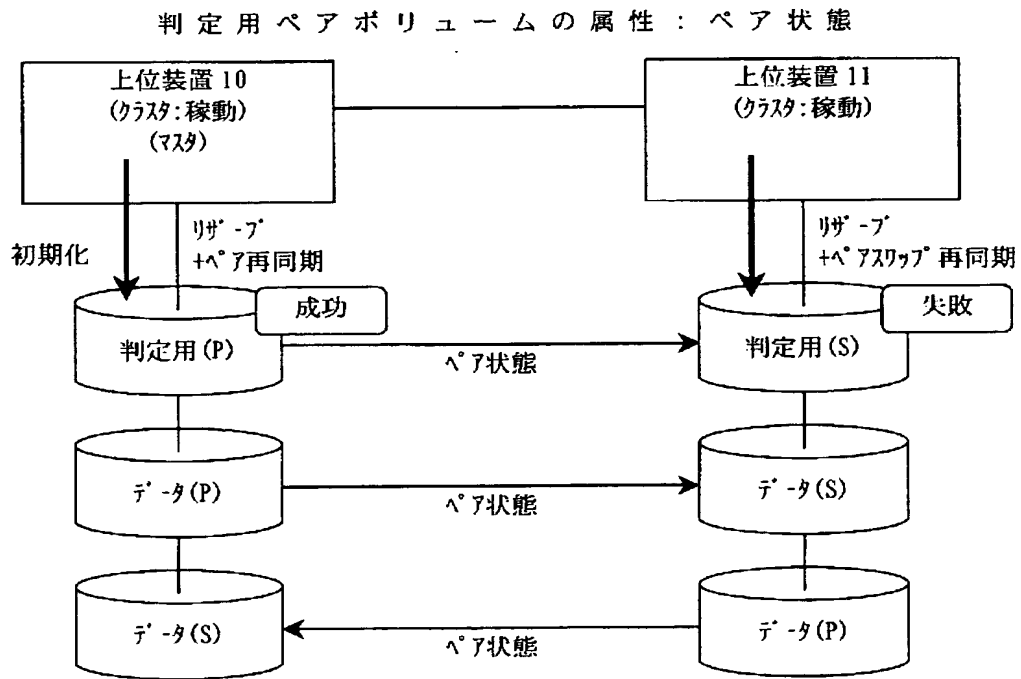 判定用ペアボリュームの属性：ペア状態
上位装置10
(クラスタ:稼動)
(マスタ)
上位装置11
(クラスタ:稼動)
初期化
リザーブ
+ペア再同期
リザーブ
+ペアスワップ再同期
成功
失敗
判定用(P)
ペア状態
判定用(S)
データ(P)
ペア状態
データ(S)
データ(S)
ペア状態
データ(P)